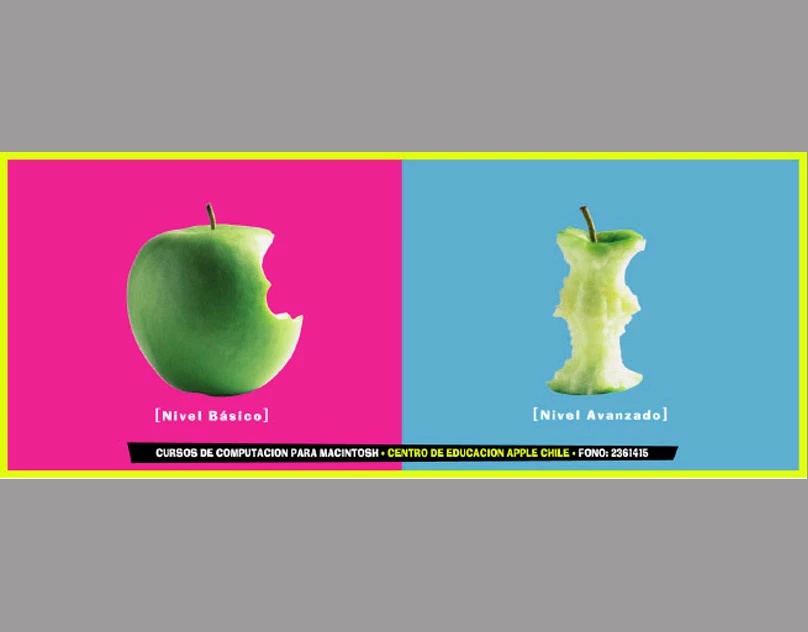 [Nivel Básico]
[Nivel Avanzado]
CURSOS DE COMPUTACION PARA MACINTOSH • CENTRO DE EDUCACION APPLE CHILE • FONO: 2361415